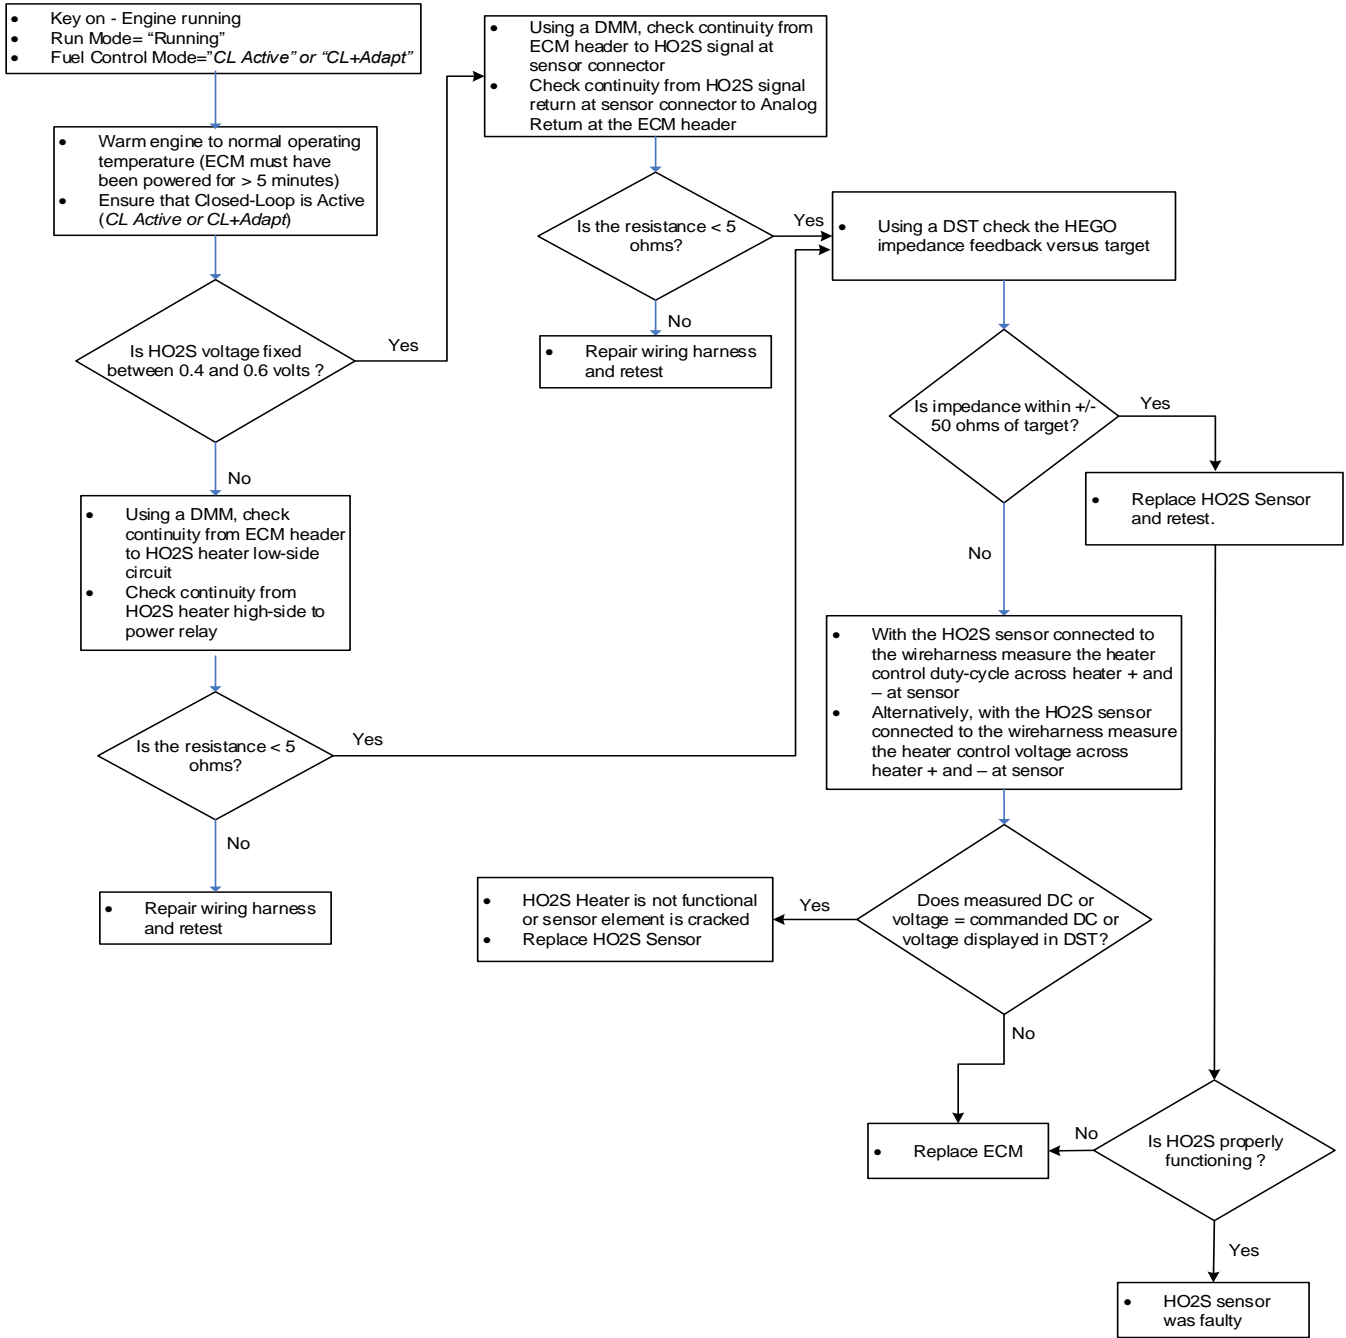 • Key on - Engine running
• Run Mode= “Running”
• Fuel Control Mode=”CL Active” or “CL+Adapt”
• Warm engine to normal operating
temperature (ECM must have
been powered for > 5 minutes)
• Ensure that Closed-Loop is Active
(CL Active or CL+Adapt)
Is HO2S voltage fixed
between 0.4 and 0.6 volts ?
Yes
No
• Using a DMM, check continuity from
ECM header to HO2S signal at
sensor connector
• Check continuity from HO2S signal
return at sensor connector to Analog
Return at the ECM header
Is the resistance < 5
ohms?
Yes
No
• Repair wiring harness
and retest
• Using a DMM, check
continuity from ECM header
to HO2S heater low-side
circuit
• Check continuity from
HO2S heater high-side to
power relay
Is the resistance < 5
ohms?
Yes
No
• Repair wiring harness
and retest
• Using a DST check the HEGO
impedance feedback versus target
Is impedance within +/-
50 ohms of target?
Yes
No
• Replace HO2S Sensor
and retest.
• With the HO2S sensor connected to
the wireharness measure the heater
control duty-cycle across heater + and
– at sensor
• Alternatively, with the HO2S sensor
connected to the wireharness measure
the heater control voltage across
heater + and – at sensor
Does measured DC or
voltage = commanded DC or
voltage displayed in DST?
Yes
No
• HO2S Heater is not functional
or sensor element is cracked
• Replace HO2S Sensor
• Replace ECM
No
Is HO2S properly
functioning ?
Yes
• HO2S sensor
was faulty